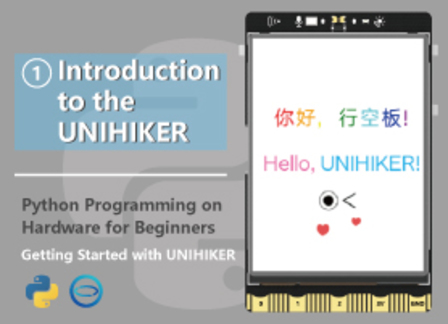 ① Introduction
to the
UNIHIKER
Python Programming on
Hardware for Beginners
Getting Started with UNIHIKER
你好，行空板!
Hello, UNIHIKER!